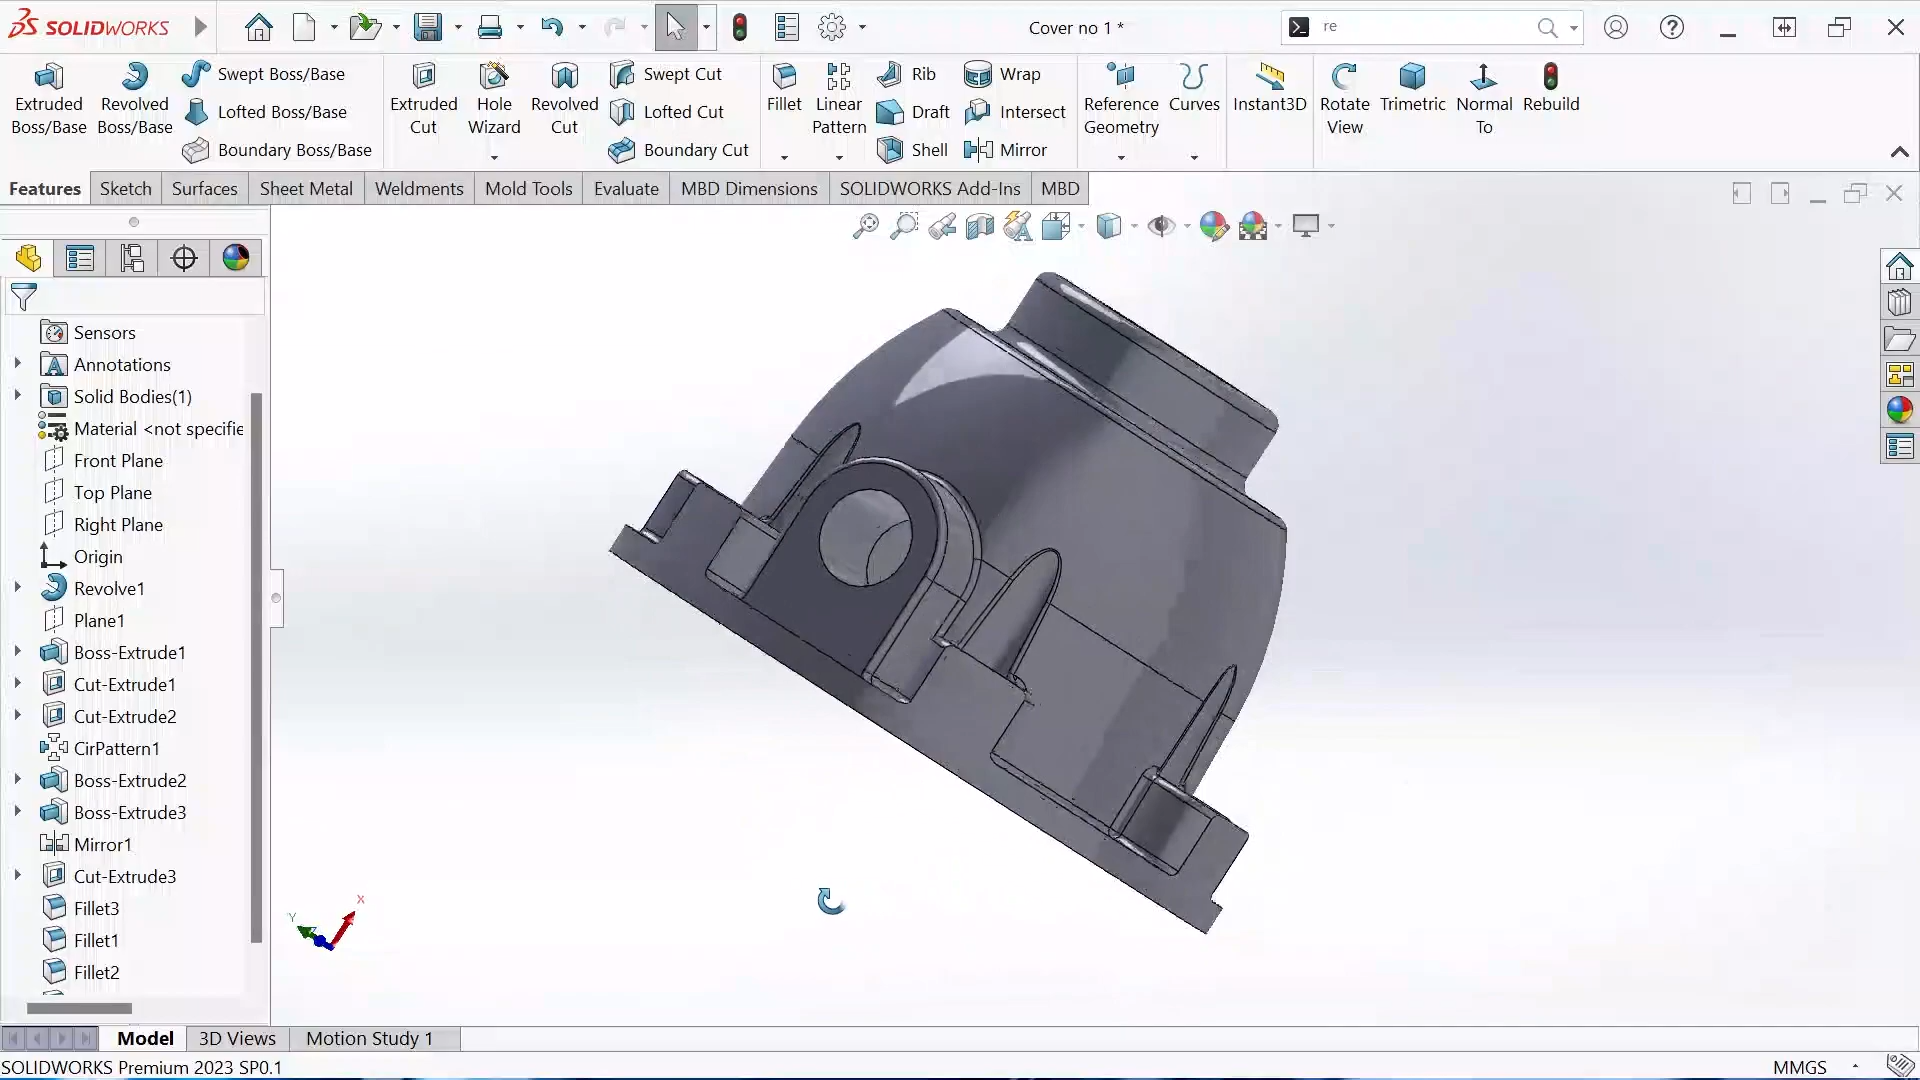 SOLIDWORKS
Cover no 1 *
re
Extruded Boss/Base
Revolved Boss/Base
Swept Boss/Base
Lofted Boss/Base
Boundary Boss/Base
Extruded Cut
Hole Wizard
Revolved Cut
Swept Cut
Lofted Cut
Boundary Cut
Fillet
Linear Pattern
Rib
Draft
Shell
Wrap
Intersect
Mirror
Reference Geometry
Curves
Instant3D
Rotate View
Trimetric
Normal To
Rebuild
Features
Sketch
Surfaces
Sheet Metal
Weldments
Mold Tools
Evaluate
MBD Dimensions
SOLIDWORKS Add-Ins
MBD
Sensors
Annotations
Solid Bodies(1)
Material <not specifie
Front Plane
Top Plane
Right Plane
Origin
Revolve1
Plane1
Boss-Extrude1
Cut-Extrude1
Cut-Extrude2
CirPattern1
Boss-Extrude2
Boss-Extrude3
Mirror1
Cut-Extrude3
Fillet3
Fillet1
Fillet2
Y
X
Model
3D Views
Motion Study 1
SOLIDWORKS Premium 2023 SP0.1
MMGS